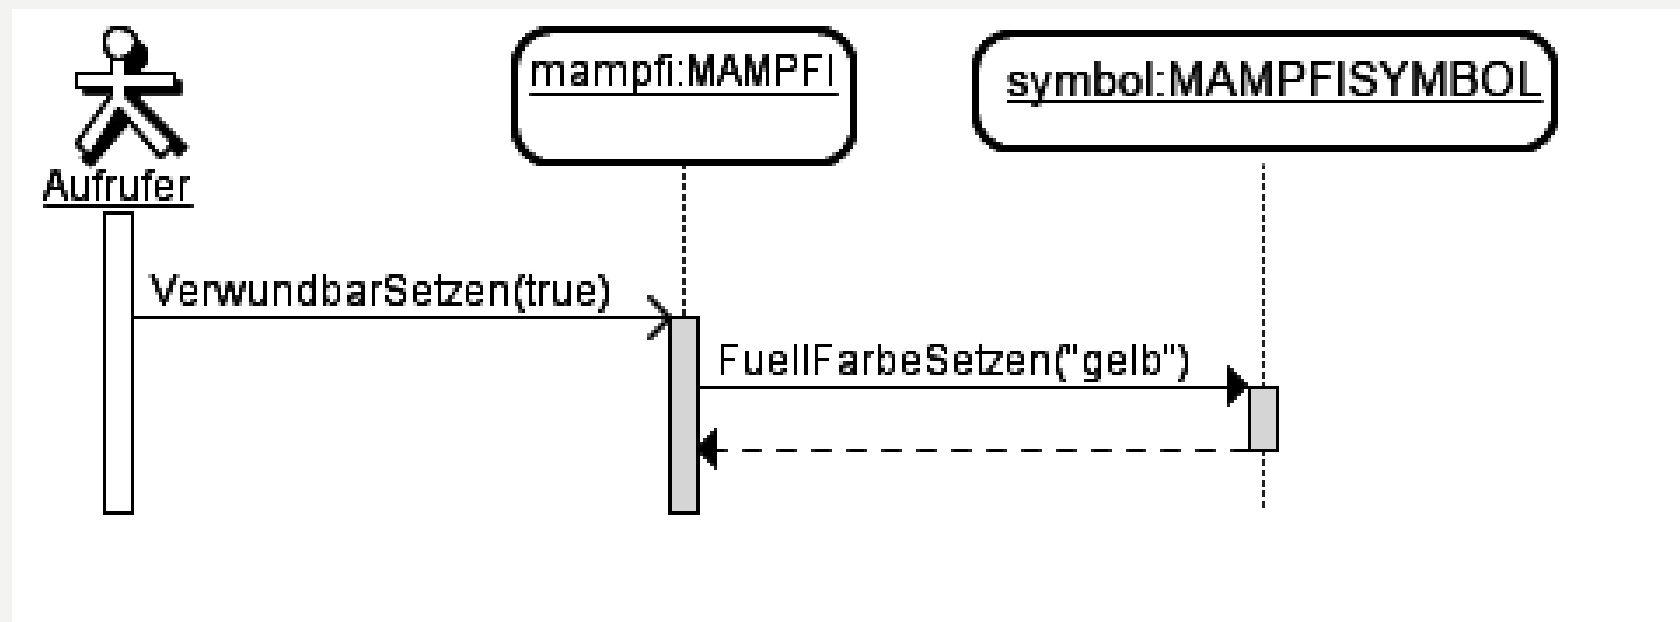 mampfi:MAMPFI
symbol:MAMPFISYMBOL
Aufrufer
VerwundbarSetzen(true)
FuellFarbeSetzen("gelb")